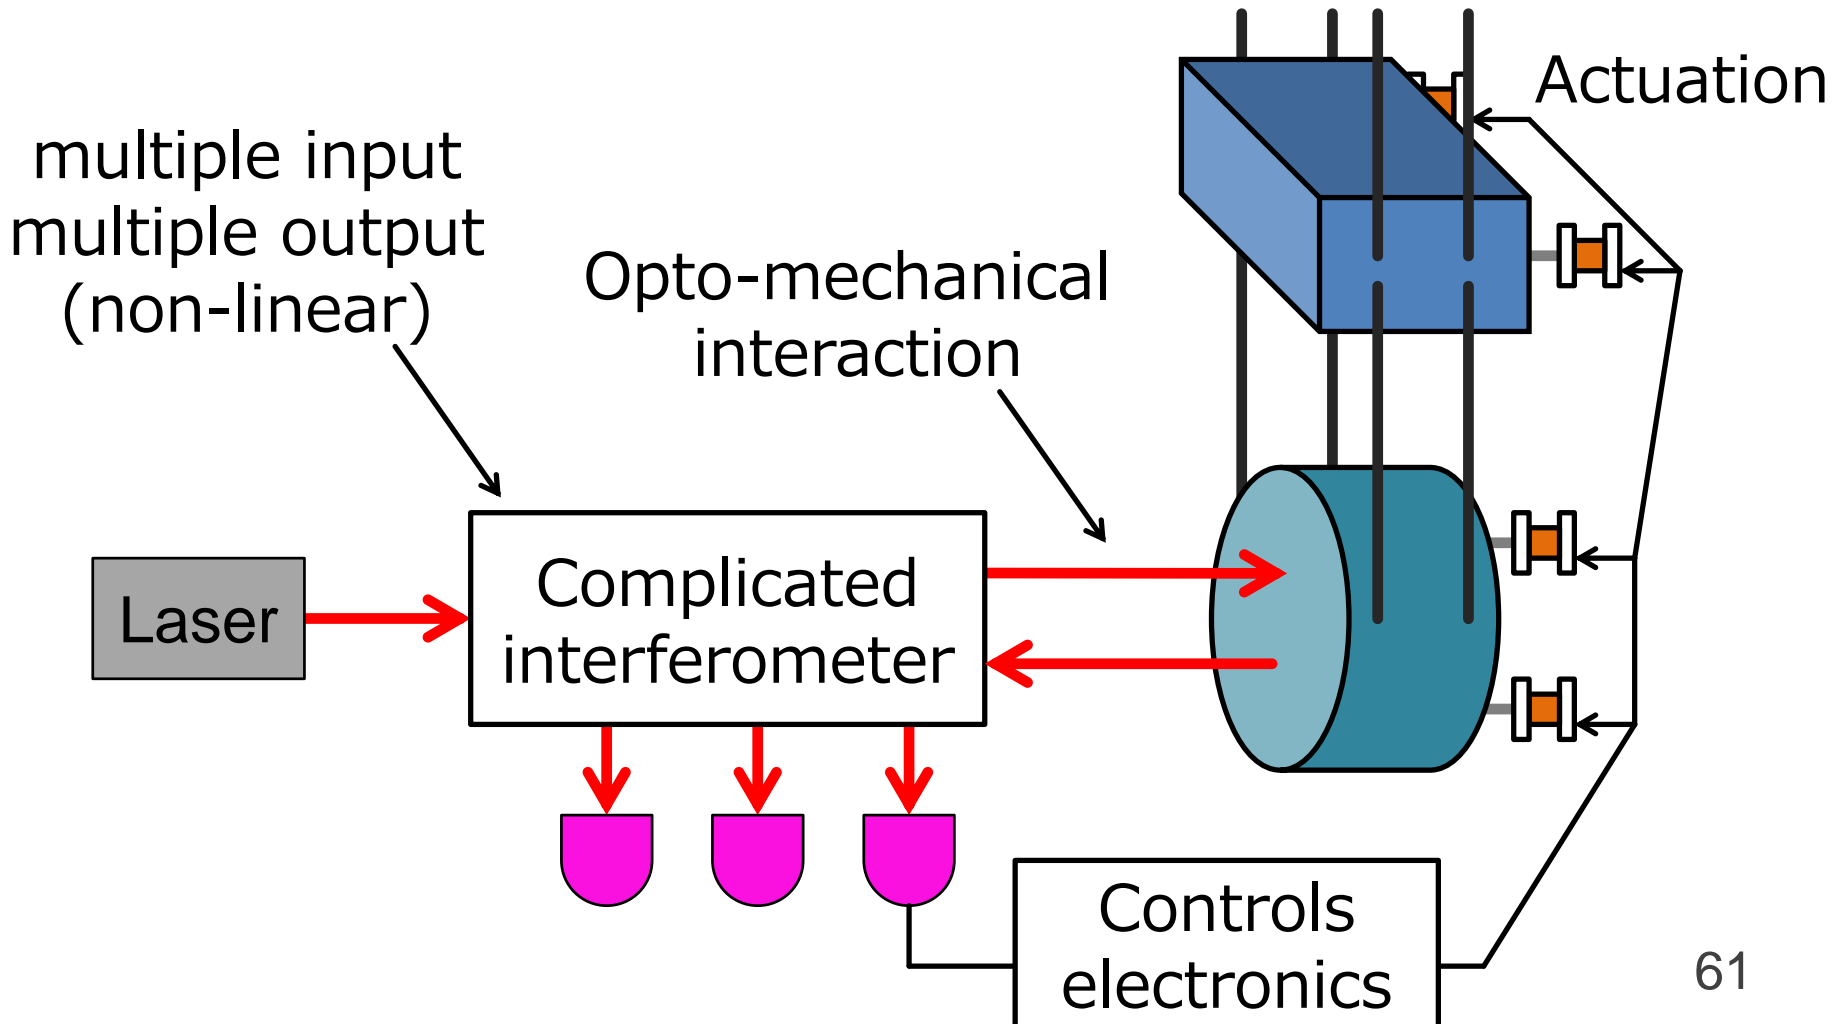 Actuation
multiple input
multiple output
(non-linear)
Opto-mechanical
interaction
Laser
Complicated
interferometer
Controls
electronics
61